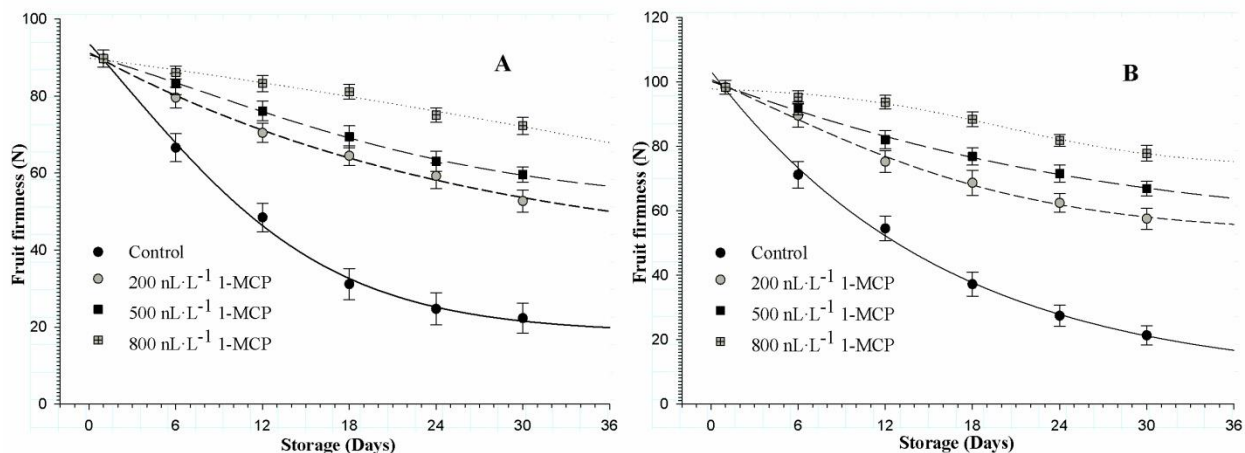 A
Fruit firmness (N)
100
80
60
40
20
0
Control
200 nL·L⁻¹ 1-MCP
500 nL·L⁻¹ 1-MCP
800 nL·L⁻¹ 1-MCP
0 6 12 18 24 30 36
Storage (Days)
B
Fruit firmness (N)
120
100
80
60
40
20
0
Control
200 nL·L⁻¹ 1-MCP
500 nL·L⁻¹ 1-MCP
800 nL·L⁻¹ 1-MCP
0 6 12 18 24 30 36
Storage (Days)